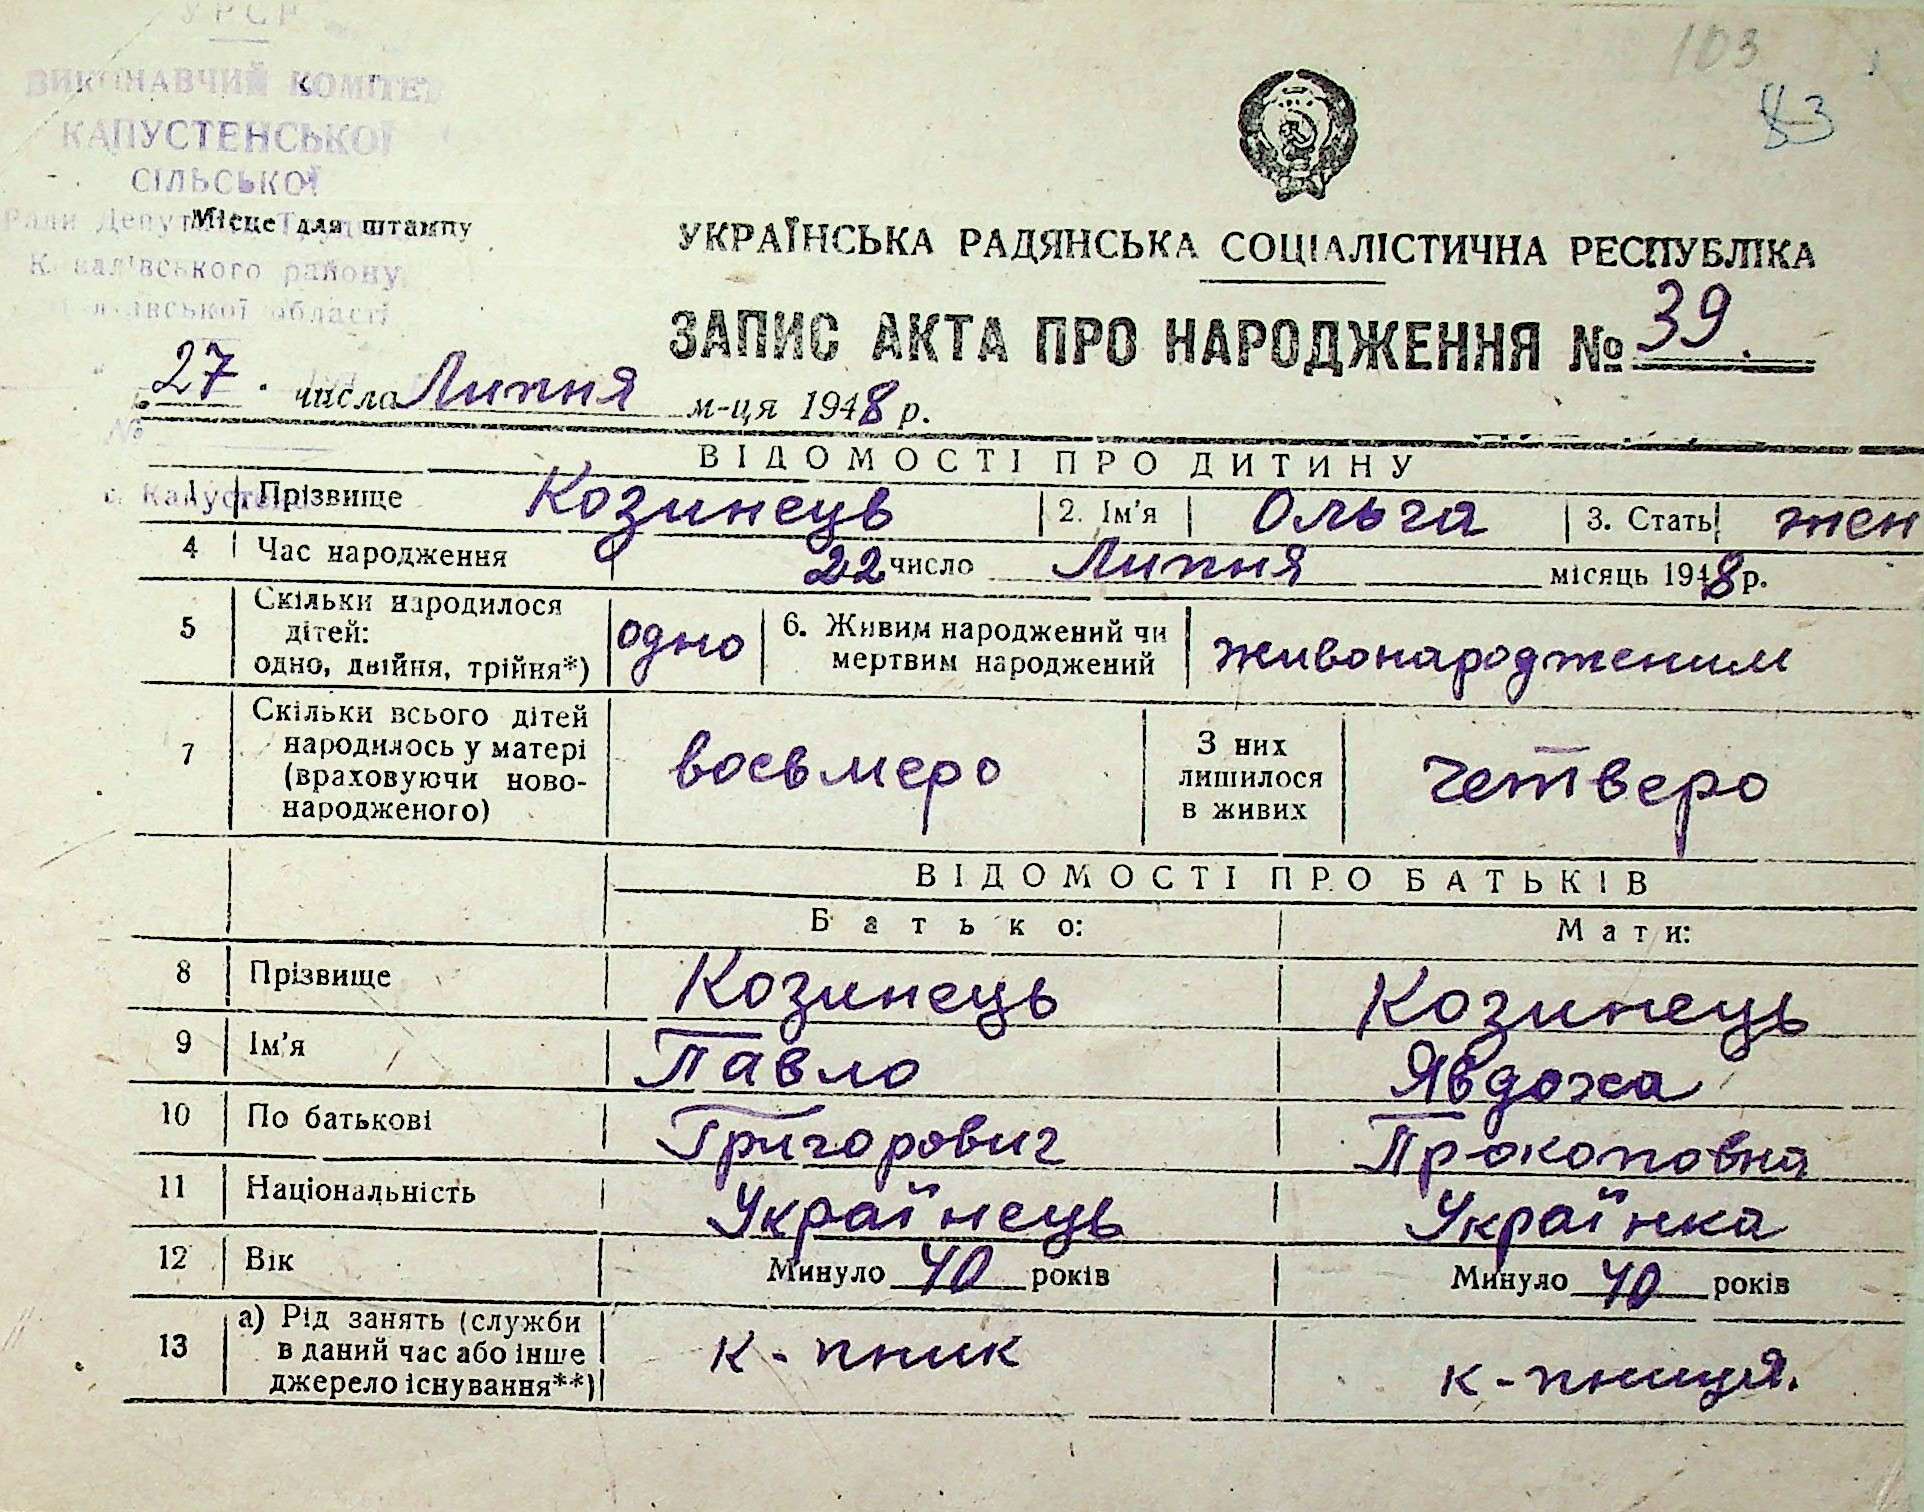 УРСР
ВИКОНАВЧИЙ КОМІТЕТ
КАПУСТЕНСЬКОЇ
СІЛЬСЬКОЇ
Ради
Місце для штампу
району
області
№
103
83
УКРАЇНСЬКА РАДЯНСЬКА СОЦІАЛІСТИЧНА РЕСПУБЛІКА
ЗАПИС АКТА ПРО НАРОДЖЕННЯ № 39.
27. числа Липня м-ця 1948 р.
ВІДОМОСТІ ПРО ДИТИНУ
1 Прізвище Козинець 2. Ім'я Ольга 3. Стать жен
4 Час народження 22 число Липня місяць 1948 р.
5 Скільки народилося дітей: одно, двійня, трійня*) одно 6. Живим народжений чи мертвим народжений живонародженим
7 Скільки всього дітей народилось у матері (враховуючи ново-народженого) восьмеро З них лишилося в живих четверо
ВІДОМОСТІ ПРО БАТЬКІВ
Батько: Мати:
8 Прізвище Козинець Козинець
9 Ім'я Павло Явдоха
10 По батькові Григорович Прокоповна
11 Національність Українець Українка
12 Вік Минуло 40 років Минуло 40 років
13 а) Рід занять (служби в даний час або інше джерело існування**) к-пник к-пниця.